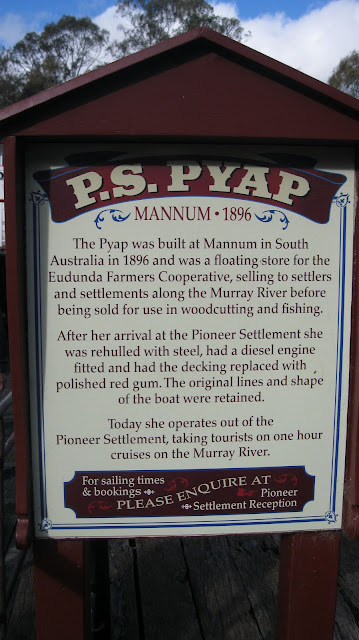 P.S. PYAP
MANNUM • 1896
The Pyap was built at Mannum in South
Australia in 1896 and was a floating store for the
Eudunda Farmers Cooperative, selling to settlers
and settlements along the Murray River before
being sold for use in woodcutting and fishing.
After her arrival at the Pioneer Settlement she
was rehulled with steel, had a diesel engine
fitted and had the decking replaced with
polished red gum. The original lines and shape
of the boat were retained.
Today she operates out of the
Pioneer Settlement, taking tourists on one hour
cruises on the Murray River.
For sailing times
& bookings
PLEASE ENQUIRE AT
Pioneer
Settlement Reception